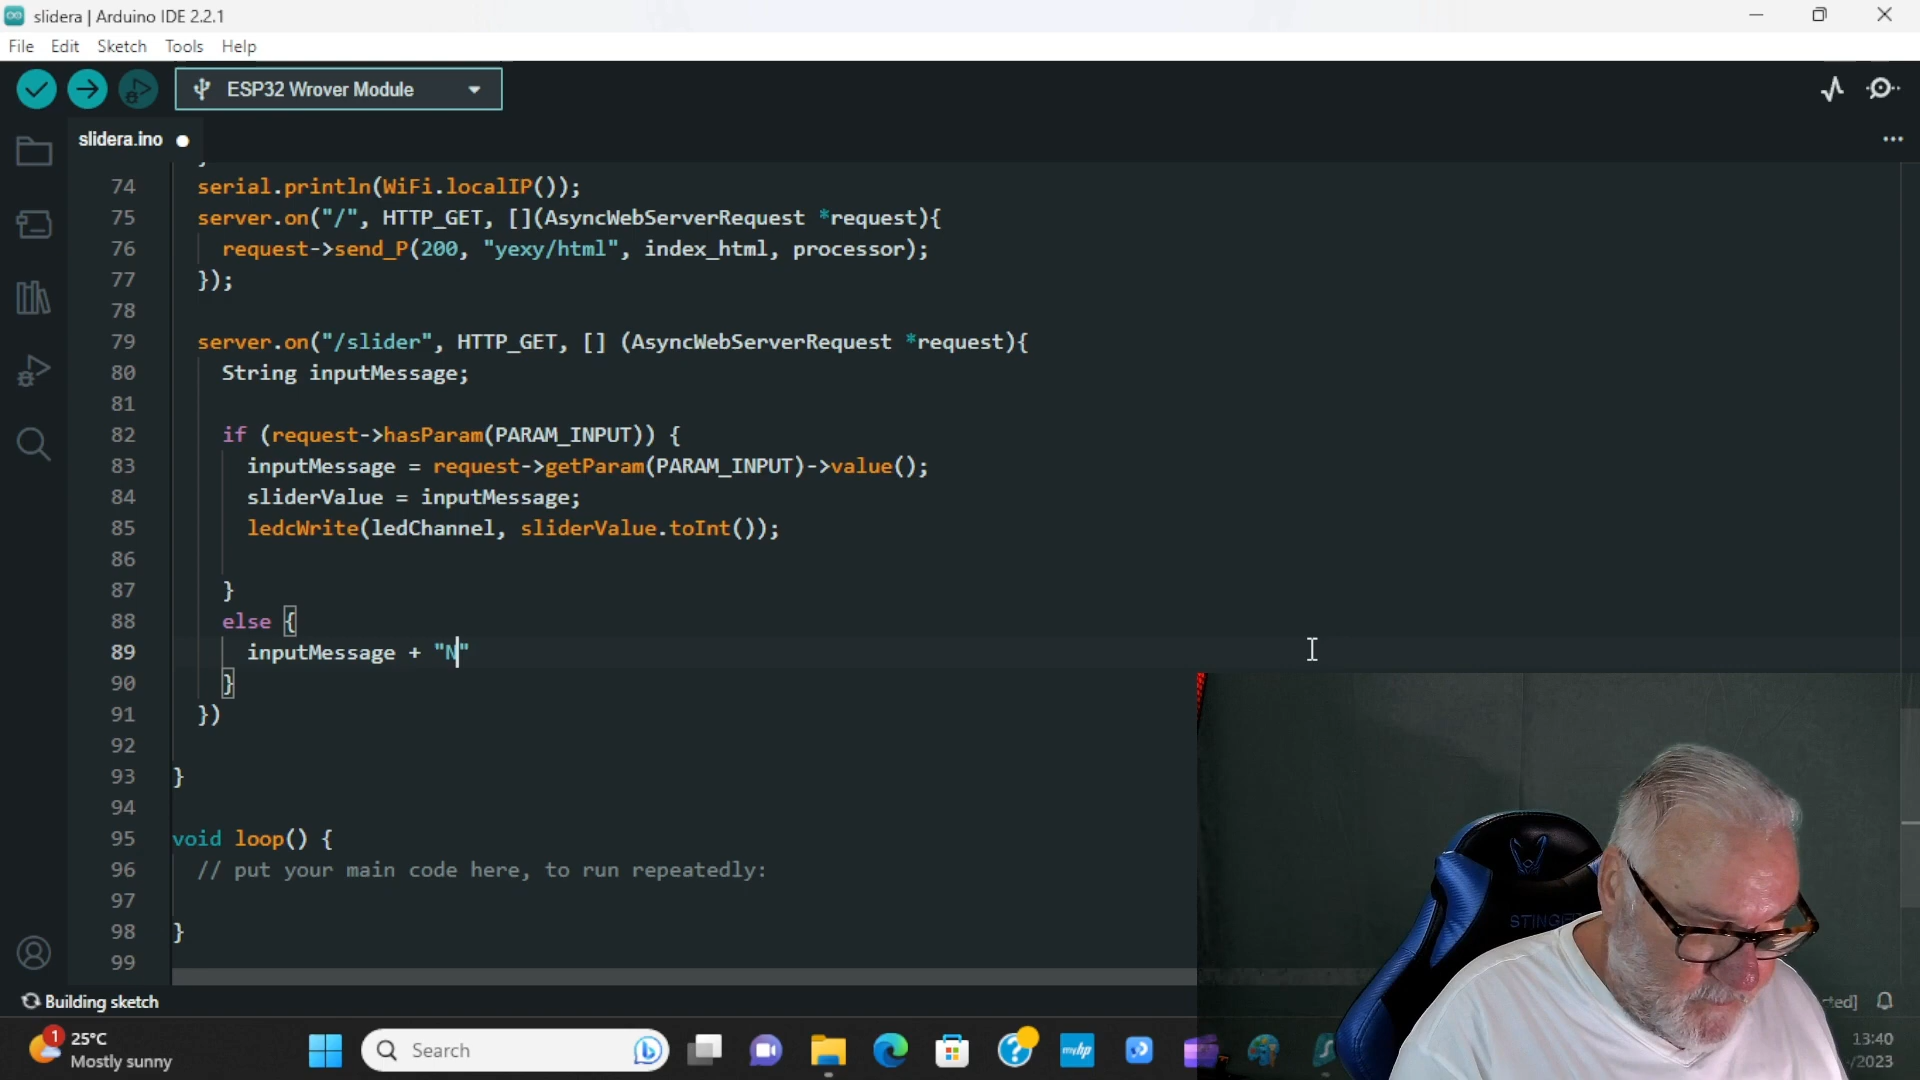 slidera | Arduino IDE 2.2.1
File Edit Sketch Tools Help
ESP32 Wrover Module
slidera.ino
74 serial.println(WiFi.localIP());
75 server.on("/", HTTP_GET, [](AsyncWebServerRequest *request){
76 request->send_P(200, "yexy/html", index_html, processor);
77 });
78
79 server.on("/slider", HTTP_GET, [] (AsyncWebServerRequest *request){
80 String inputMessage;
81
82 if (request->hasParam(PARAM_INPUT)) {
83 inputMessage = request->getParam(PARAM_INPUT)->value();
84 sliderValue = inputMessage;
85 ledcWrite(ledChannel, sliderValue.toInt());
86
87 }
88 else {
89 inputMessage + "N"
90 }
91 })
92
93 }
94
95 void loop() {
96 // put your main code here, to run repeatedly:
97
98 }
99
STINGER
Building sketch
1
25°C
Mostly sunny
Search
myhp
13:40
/2023